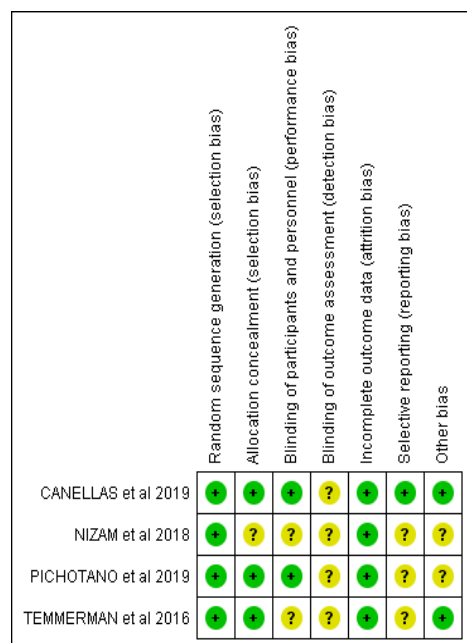 Random sequence generation (selection bias)
Allocation concealment (selection bias)
Blinding of participants and personnel (performance bias)
Blinding of outcome assessment (detection bias)
Incomplete outcome data (attrition bias)
Selective reporting (reporting bias)
Other bias
CANELLAS et al 2019 + + + ? + + +
NIZAM et al 2018 + ? ? ? + ? ?
PICHOTANO et al 2019 + + + ? + ? ?
TEMMERMAN et al 2016 + + ? ? + ? +